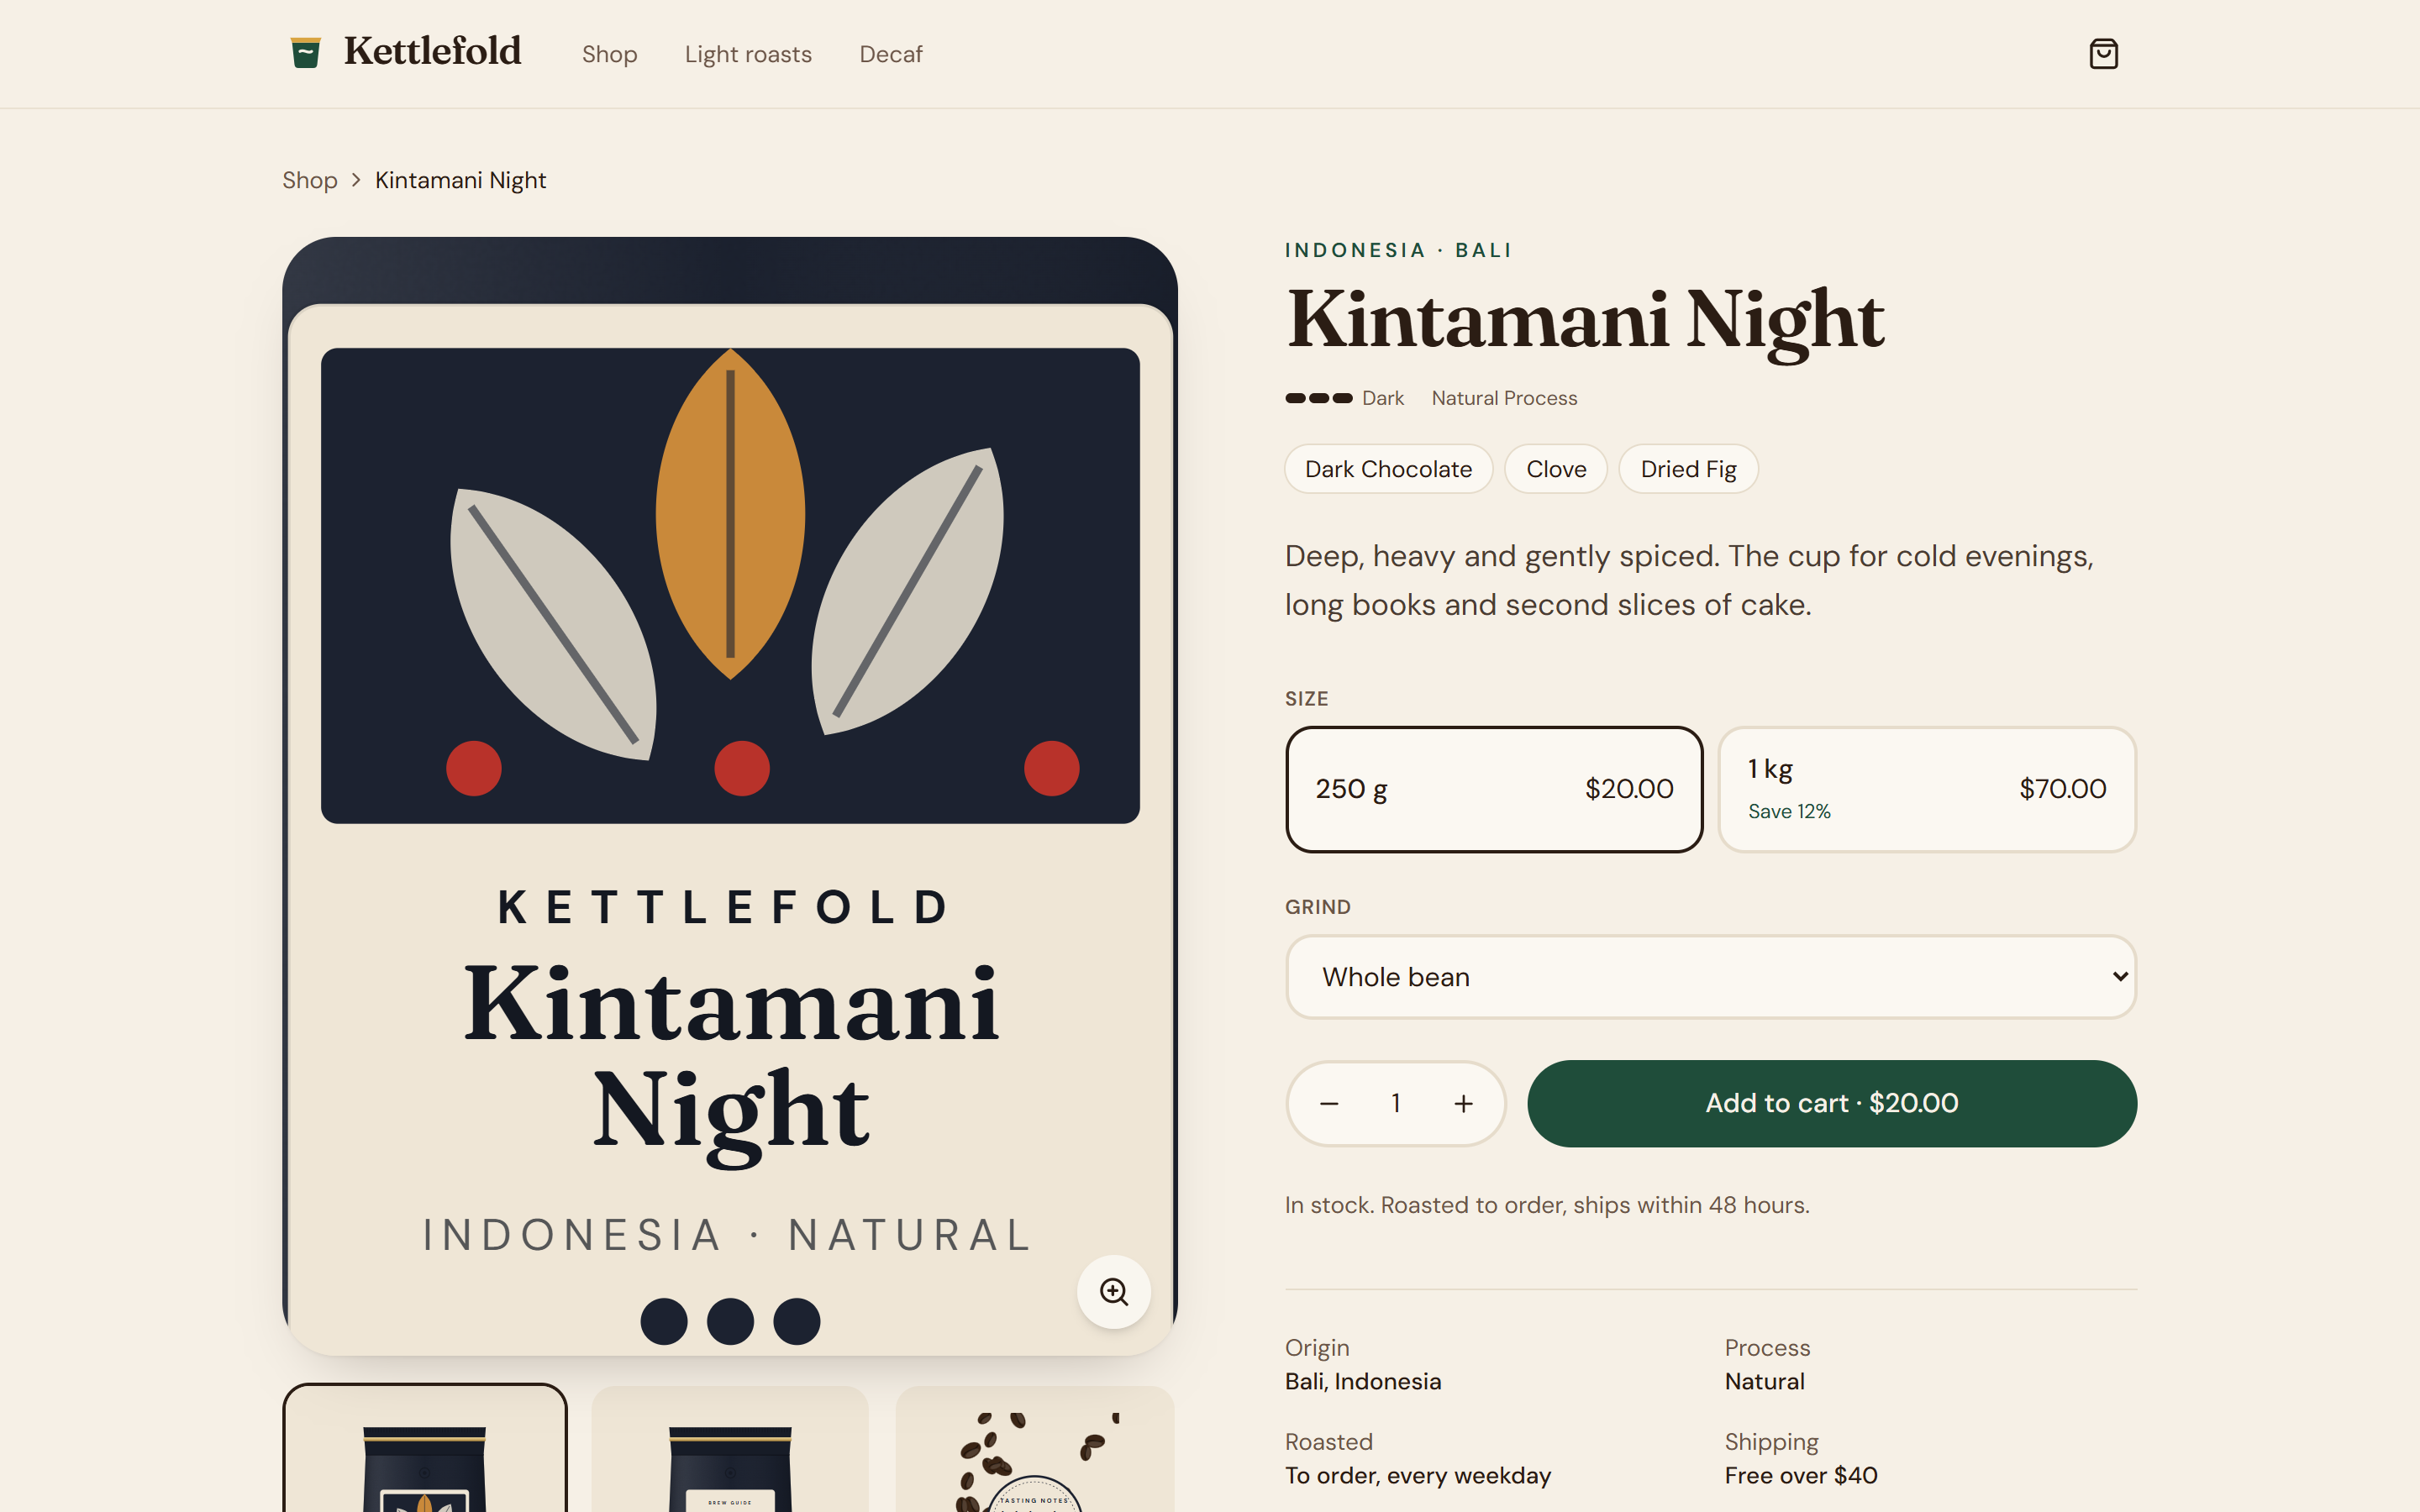 Kettlefold
Shop
Light roasts
Decaf
Shop > Kintamani Night
KETTLEFOLD
Kintamani
Night
INDONESIA · NATURAL
BREW GUIDE
TASTING NOTES
INDONESIA · BALI
Kintamani Night
Dark
Natural Process
Dark Chocolate
Clove
Dried Fig
Deep, heavy and gently spiced. The cup for cold evenings,
long books and second slices of cake.
SIZE
250 g
$20.00
1 kg
Save 12%
$70.00
GRIND
Whole bean
1
Add to cart · $20.00
In stock. Roasted to order, ships within 48 hours.
Origin
Bali, Indonesia
Process
Natural
Roasted
To order, every weekday
Shipping
Free over $40